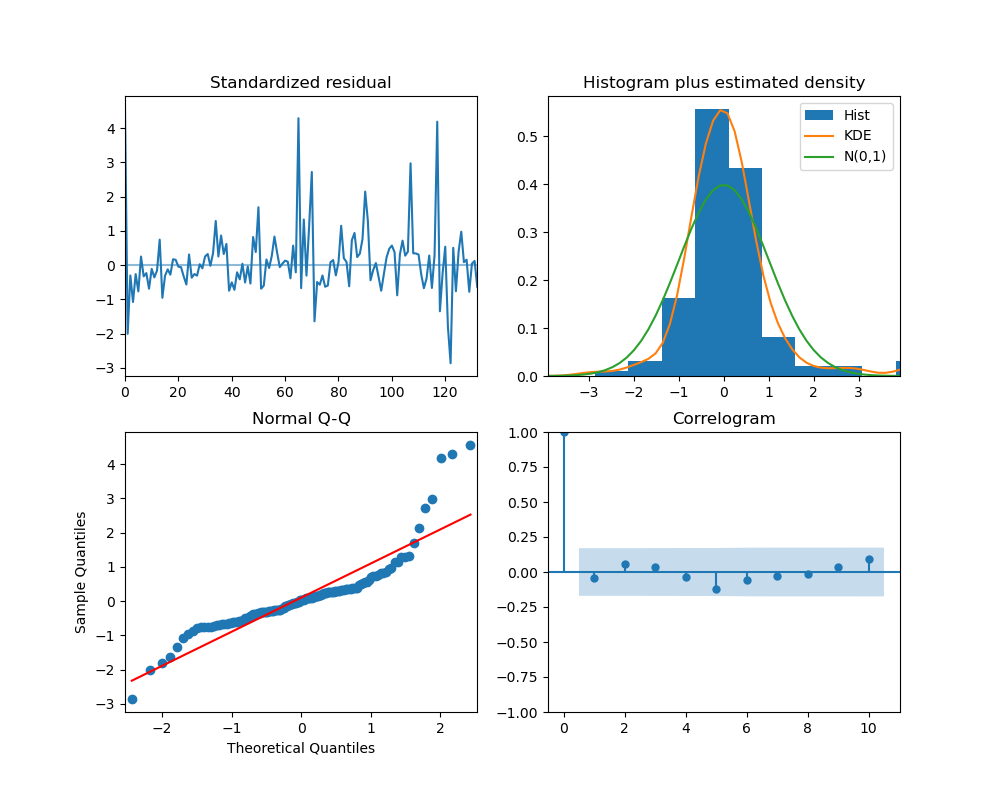 Standardized residual
4
3
2
1
0
−1
−2
−3
0 20 40 60 80 100 120
Histogram plus estimated density
Hist
KDE
N(0,1)
0.5
0.4
0.3
0.2
0.1
0.0
−3 −2 −1 0 1 2 3
Normal Q-Q
Sample Quantiles
4
3
2
1
0
−1
−2
−3
−2 −1 0 1 2
Theoretical Quantiles
Correlogram
1.00
0.75
0.50
0.25
0.00
−0.25
−0.50
−0.75
−1.00
0 2 4 6 8 10